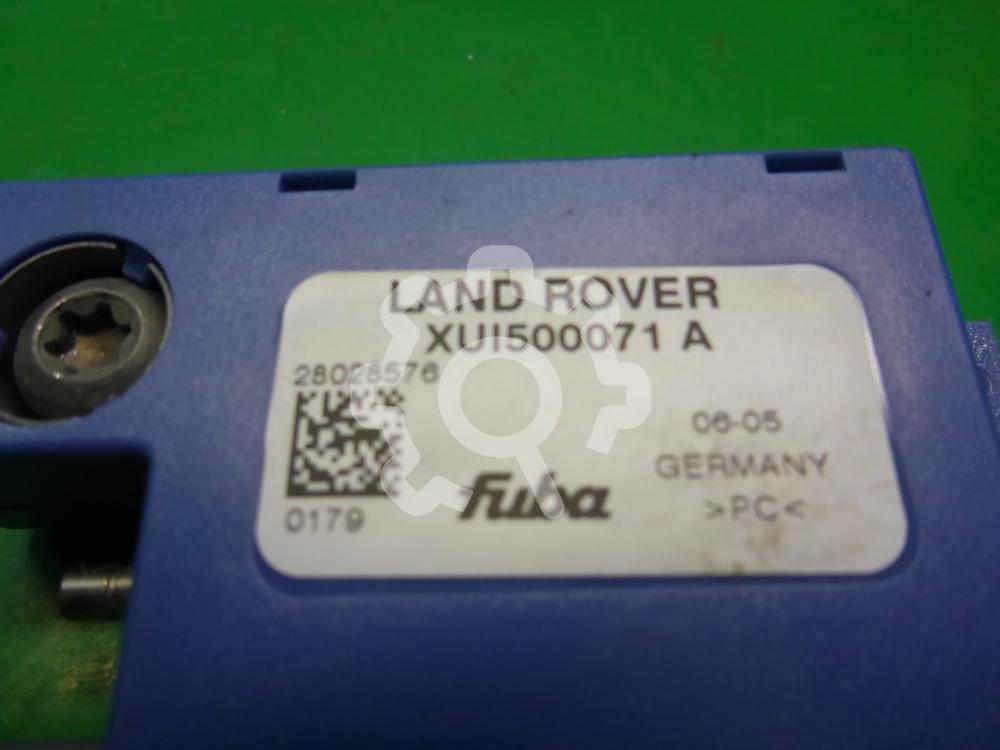 LAND ROVER
XUI500071 A
28028576
06-05
GERMANY
0179
fuba
>PC<